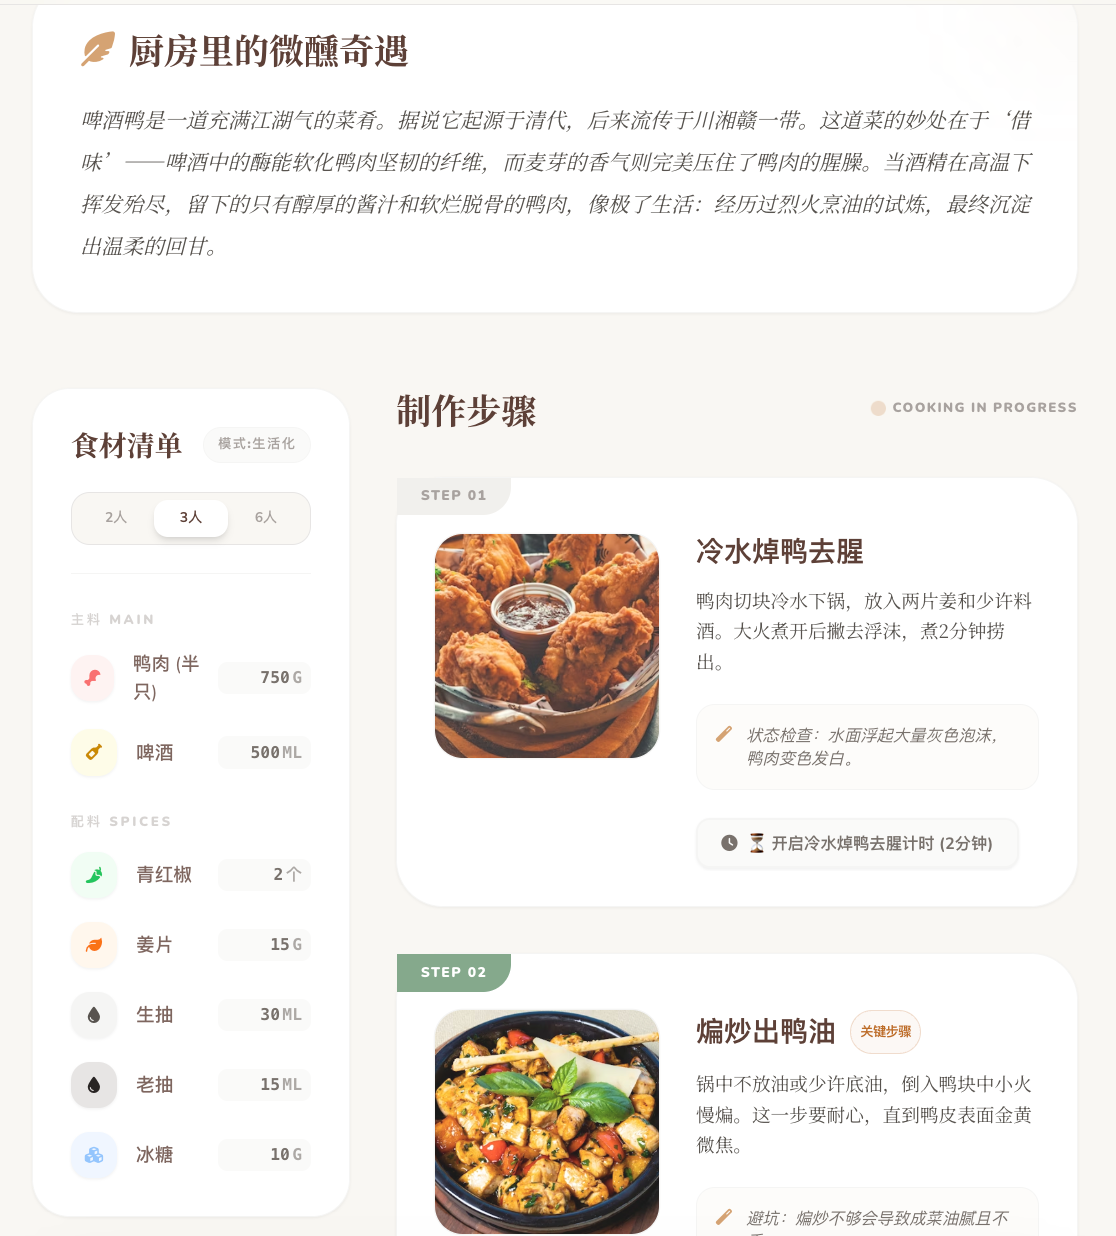 厨房里的微醺奇遇
啤酒鸭是一道充满江湖气的菜肴。据说它起源于清代，后来流传于川湘赣一带。这道菜的妙处在于‘借
味’——啤酒中的酶能软化鸭肉坚韧的纤维，而麦芽的香气则完美压住了鸭肉的腥臊。当酒精在高温下
挥发殆尽，留下的只有醇厚的酱汁和软烂脱骨的鸭肉，像极了生活：经历过烈火烹油的试炼，最终沉淀
出温柔的回甘。
食材清单
模式:生活化
2人
3人
6人
主料 MAIN
鸭肉 (半
只)
750G
啤酒
500ML
配料 SPICES
青红椒
2个
姜片
15G
生抽
30ML
老抽
15ML
冰糖
10G
制作步骤
COOKING IN PROGRESS
STEP 01
冷水焯鸭去腥
鸭肉切块冷水下锅，放入两片姜和少许料
酒。大火煮开后撇去浮沫，煮2分钟捞
出。
状态检查：水面浮起大量灰色泡沫，
鸭肉变色发白。
⏳ 开启冷水焯鸭去腥计时 (2分钟)
STEP 02
煸炒出鸭油
关键步骤
锅中不放油或少许底油，倒入鸭块中小火
慢煸。这一步要耐心，直到鸭皮表面金黄
微焦。
避坑：煸炒不够会导致成菜油腻且不